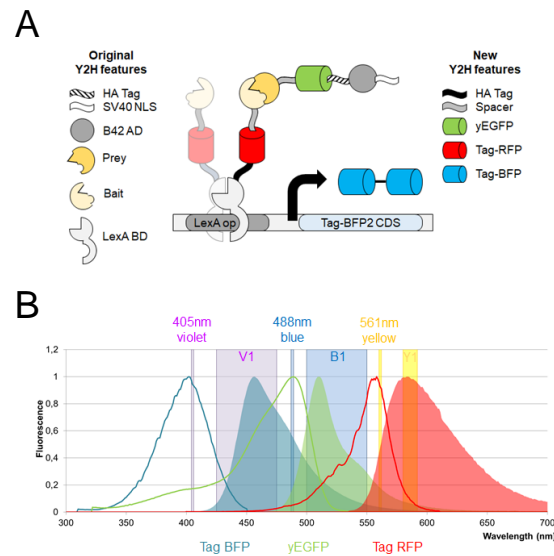 A
Original
Y2H features
HA Tag
SV40 NLS
B42 AD
Prey
Bait
LexA BD
LexA op
Tag-BFP2 CDS
New
Y2H features
HA Tag
Spacer
yEGFP
Tag-RFP
Tag-BFP
B
405nm
violet
488nm
blue
561nm
yellow
V1
B1
Y1
Fluorescence
1,2
1
0,8
0,6
0,4
0,2
0
300 350 400 450 500 550 600 650 700
Wavelength (nm)
Tag BFP yEGFP Tag RFP